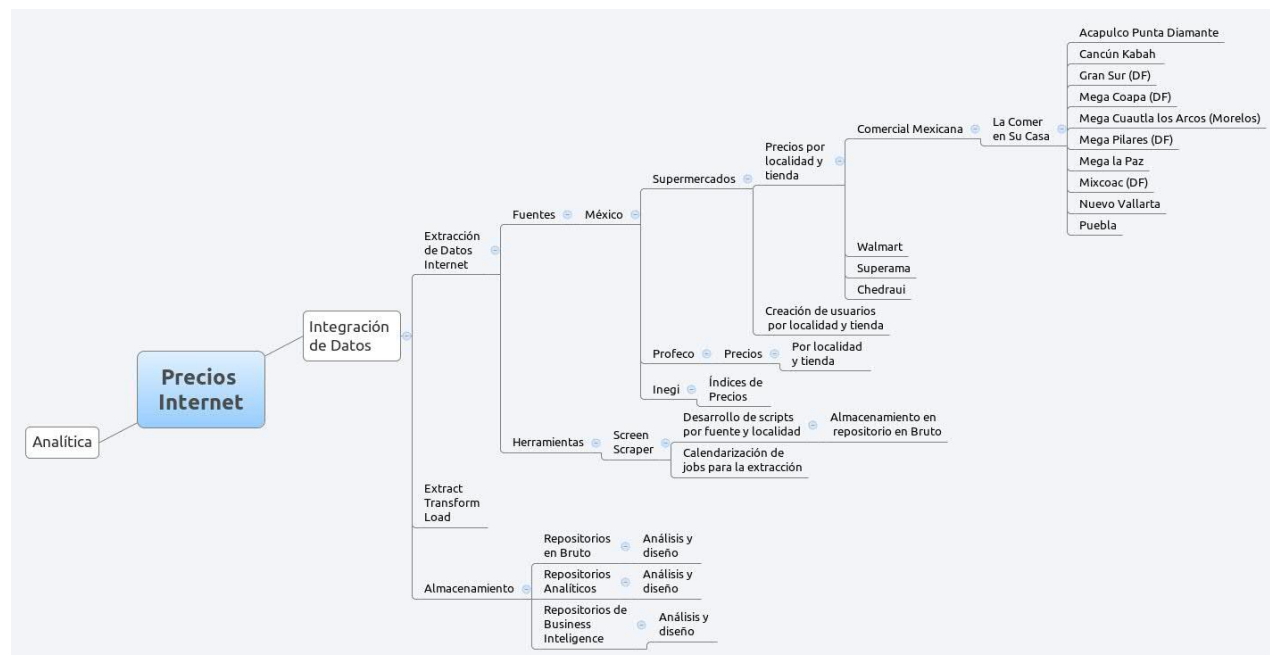 Precios
Internet
Analítica
Integración
de Datos
Extracción
de Datos
Internet
Fuentes
México
Supermercados
Precios por
localidad y
tienda
Comercial Mexicana
La Comer
en Su Casa
Acapulco Punta Diamante
Cancún Kabah
Gran Sur (DF)
Mega Coapa (DF)
Mega Cuautla los Arcos (Morelos)
Mega Pilares (DF)
Mega la Paz
Mixcoac (DF)
Nuevo Vallarta
Puebla
Walmart
Superama
Chedraui
Creación de usuarios
por localidad y tienda
Profeco
Precios
Por localidad
y tienda
Inegi
Índices de
Precios
Herramientas
Screen
Scraper
Desarrollo de scripts
por fuente y localidad
Almacenamiento en
repositorio en Bruto
Calendarización de
jobs para la extracción
Extract
Transform
Load
Almacenamiento
Repositorios
en Bruto
Análisis y
diseño
Repositorios
Analíticos
Análisis y
diseño
Repositorios de
Business
Inteligence
Análisis y
diseño